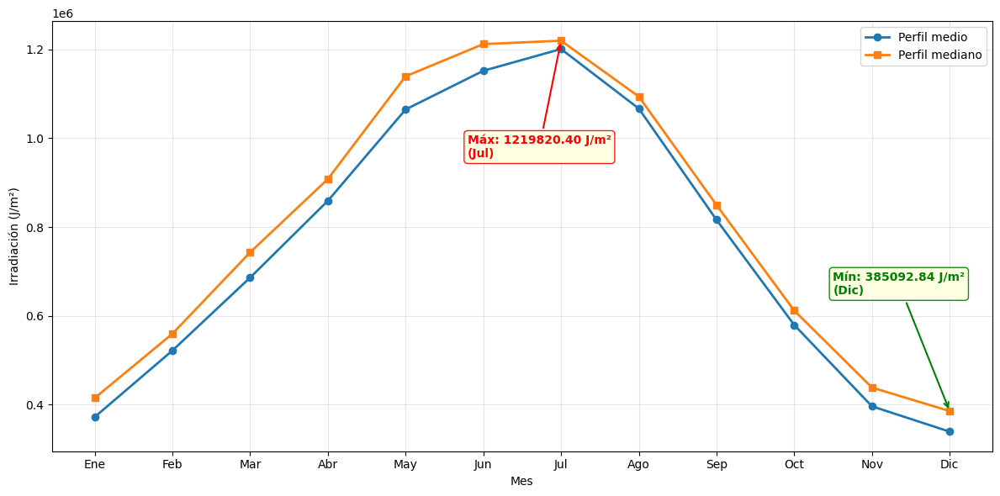 1e6
Perfil medio
Perfil mediano
1.2
1.0
0.8
0.6
0.4
Irradiación (J/m²)
Máx: 1219820.40 J/m²
(Jul)
Mín: 385092.84 J/m²
(Dic)
Ene Feb Mar Abr May Jun Jul Ago Sep Oct Nov Dic
Mes